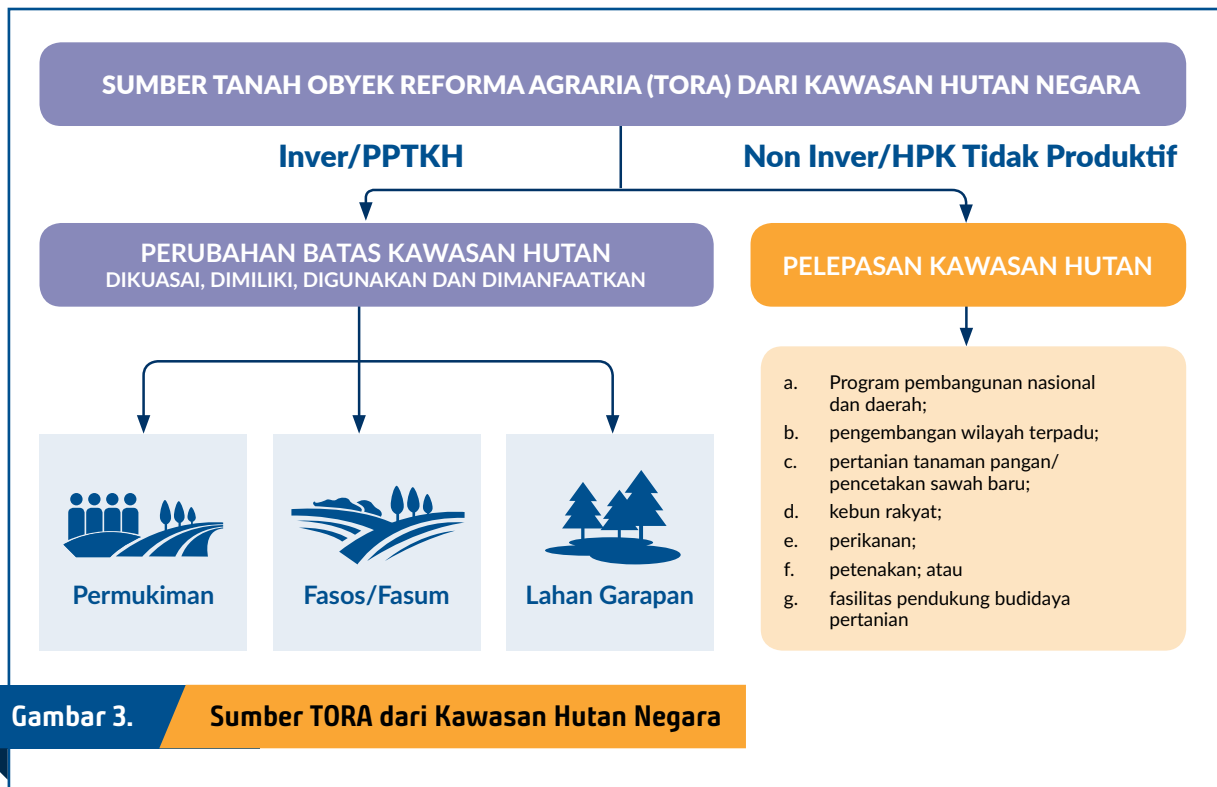 SUMBER TANAH OBYEK REFORMA AGRARIA (TORA) DARI KAWASAN HUTAN NEGARA
Inver/PPTKH
Non Inver/HPK Tidak Produktif
PERUBAHAN BATAS KAWASAN HUTAN
DIKUASAI, DIMILIKI, DIGUNAKAN DAN DIMANFAATKAN
PELEPASAN KAWASAN HUTAN
Permukiman
Fasos/Fasum
Lahan Garapan
a. Program pembangunan nasional
dan daerah;
b. pengembangan wilayah terpadu;
c. pertanian tanaman pangan/
pencetakan sawah baru;
d. kebun rakyat;
e. perikanan;
f. petenakan; atau
g. fasilitas pendukung budidaya
pertanian
Gambar 3. Sumber TORA dari Kawasan Hutan Negara